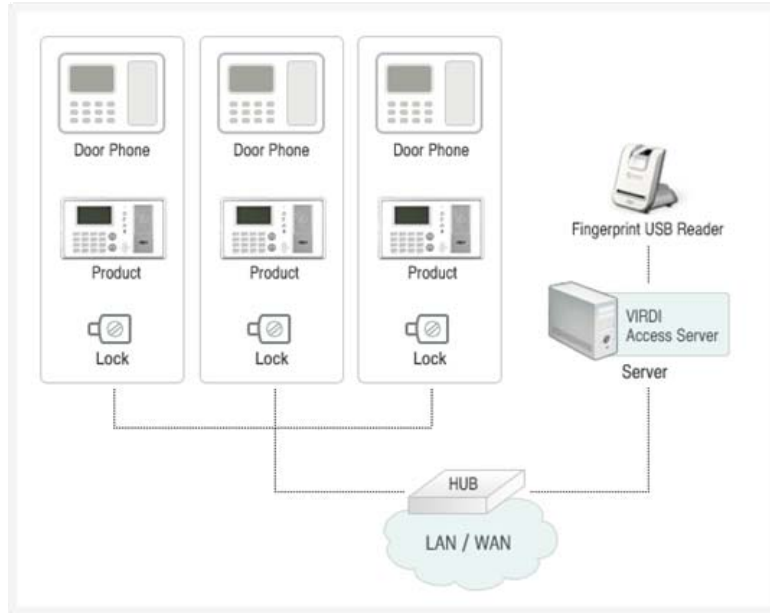 Door Phone
Product
Lock
Door Phone
Product
Lock
Door Phone
Product
Lock
Fingerprint USB Reader
VIRDI
Access Server
Server
HUB
LAN / WAN